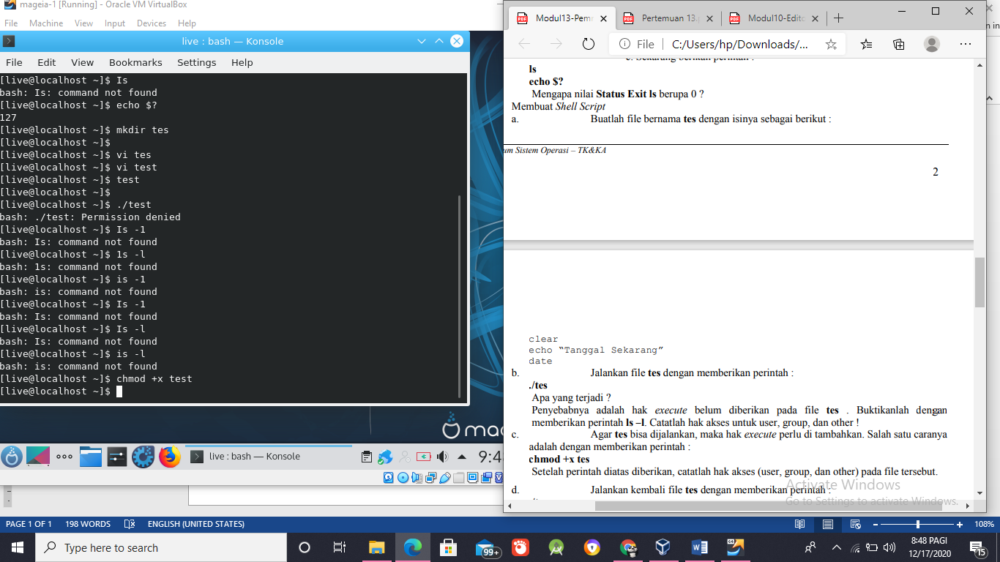 mageia-1 [Running] - Oracle VM VirtualBox
File Machine View Input Devices Help
live : bash — Konsole
File Edit View Bookmarks Settings Help
[live@localhost ~]$ Is
bash: Is: command not found
[live@localhost ~]$ echo $?
127
[live@localhost ~]$ mkdir tes
[live@localhost ~]$
[live@localhost ~]$ vi tes
[live@localhost ~]$ vi test
[live@localhost ~]$ test
[live@localhost ~]$
[live@localhost ~]$ ./test
bash: ./test: Permission denied
[live@localhost ~]$ Is -1
bash: Is: command not found
[live@localhost ~]$ 1s -l
bash: 1s: command not found
[live@localhost ~]$ is -1
bash: is: command not found
[live@localhost ~]$ Is -1
bash: Is: command not found
[live@localhost ~]$ Is -l
bash: Is: command not found
[live@localhost ~]$ is -l
bash: is: command not found
[live@localhost ~]$ chmod +x test
[live@localhost ~]$
live : bash — Konsole
9:4
Modul13-Pem
Pertemuan 13.
Modul10-Edito
File C:/Users/hp/Downloads/...
c. Sekarang berikan perintah :
ls
echo $?
Mengapa nilai Status Exit ls berupa 0 ?
Membuat Shell Script
a. Buatlah file bernama tes dengan isinya sebagai berikut :
um Sistem Operasi – TK&KA
2
clear
echo “Tanggal Sekarang”
date
b. Jalankan file tes dengan memberikan perintah :
./tes
Apa yang terjadi ?
Penyebabnya adalah hak execute belum diberikan pada file tes . Buktikanlah dengan
memberikan perintah ls –l. Catatlah hak akses untuk user, group, dan other !
c. Agar tes bisa dijalankan, maka hak execute perlu di tambahkan. Salah satu caranya
adalah dengan memberikan perintah :
chmod +x tes
Setelah perintah diatas diberikan, catatlah hak akses (user, group, dan other) pada file tersebut.
d. Jalankan kembali file tes dengan memberikan perintah :
Activate Windows
Go to Settings to activate Windows.
PAGE 1 OF 1 198 WORDS ENGLISH (UNITED STATES)
108%
Type here to search
99+
8:48 PAGI
12/17/2020
15